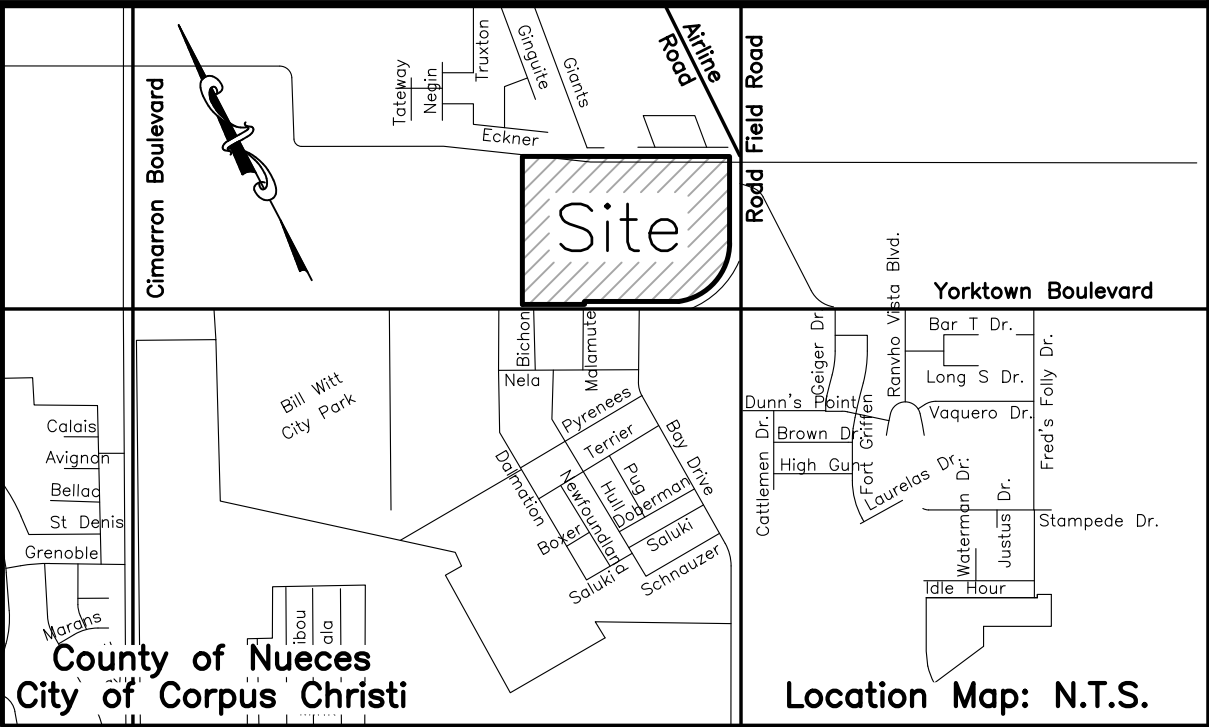 Cimarron Boulevard
Tateway
Negin
Truxton
Ginguite
Giants
Eckner
Airline
Road
Rodd Field Road
Site
Yorktown Boulevard
Bill Witt
City Park
Bichon
Malamute
Nela
Pyrenees
Terrier
Bay Drive
Dalmation
Newfoundland
Hull
Pug
Doberman
Boxer
Saluki
Saluki
Schnauzer
Geiger Dr
Ranvho Vista Blvd.
Bar T Dr.
Long S Dr.
Fred's Folly Dr.
Dunn's Point
Vaquero Dr.
Brown Dr.
High Gun
Fort Griffen
Cattlemen Dr.
Laurelas Dr.
Waterman Dr.
Justus Dr.
Stampede Dr.
Idle Hour
Calais
Avignon
Bellac
St Denis
Grenoble
Marans
ibou
ala
County of Nueces
City of Corpus Christi
Location Map: N.T.S.